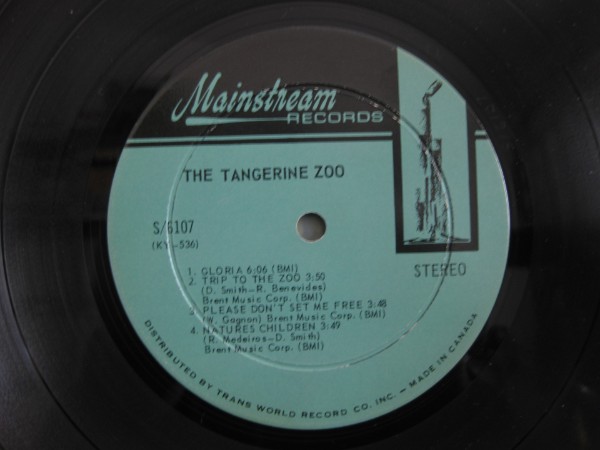 Mainstream
RECORDS
THE TANGERINE ZOO
S/6107
(KY-536)
STEREO
1. GLORIA 6:06 (BMI)
2. TRIP TO THE ZOO 3:50
(D. Smith-R. Benevides)
Brent Music Corp. (BMI)
3. PLEASE DON'T SET ME FREE 3:48
(W. Gagnon) Brent Music Corp. (BMI)
4. NATURES CHILDREN 3:49
(R. Medeiros-D. Smith)
Brent Music Corp. (BMI)
DISTRIBUTED BY TRANS WORLD RECORD CO. INC. - MADE IN CANADA